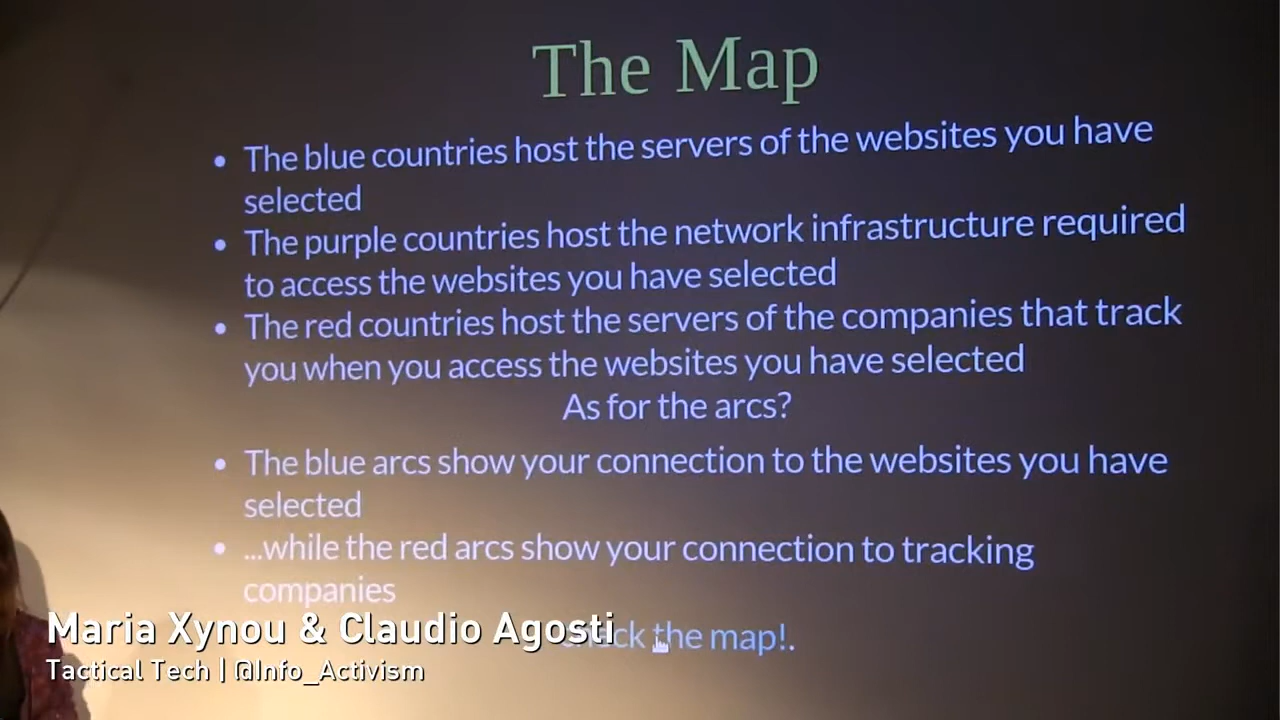 The Map
• The blue countries host the servers of the websites you have
selected
• The purple countries host the network infrastructure required
to access the websites you have selected
• The red countries host the servers of the companies that track
you when you access the websites you have selected
As for the arcs?
• The blue arcs show your connection to the websites you have
selected
• ...while the red arcs show your connection to tracking
companies
the map!.
Maria Xynou & Claudio Agosti
Tactical Tech | @Info_Activism